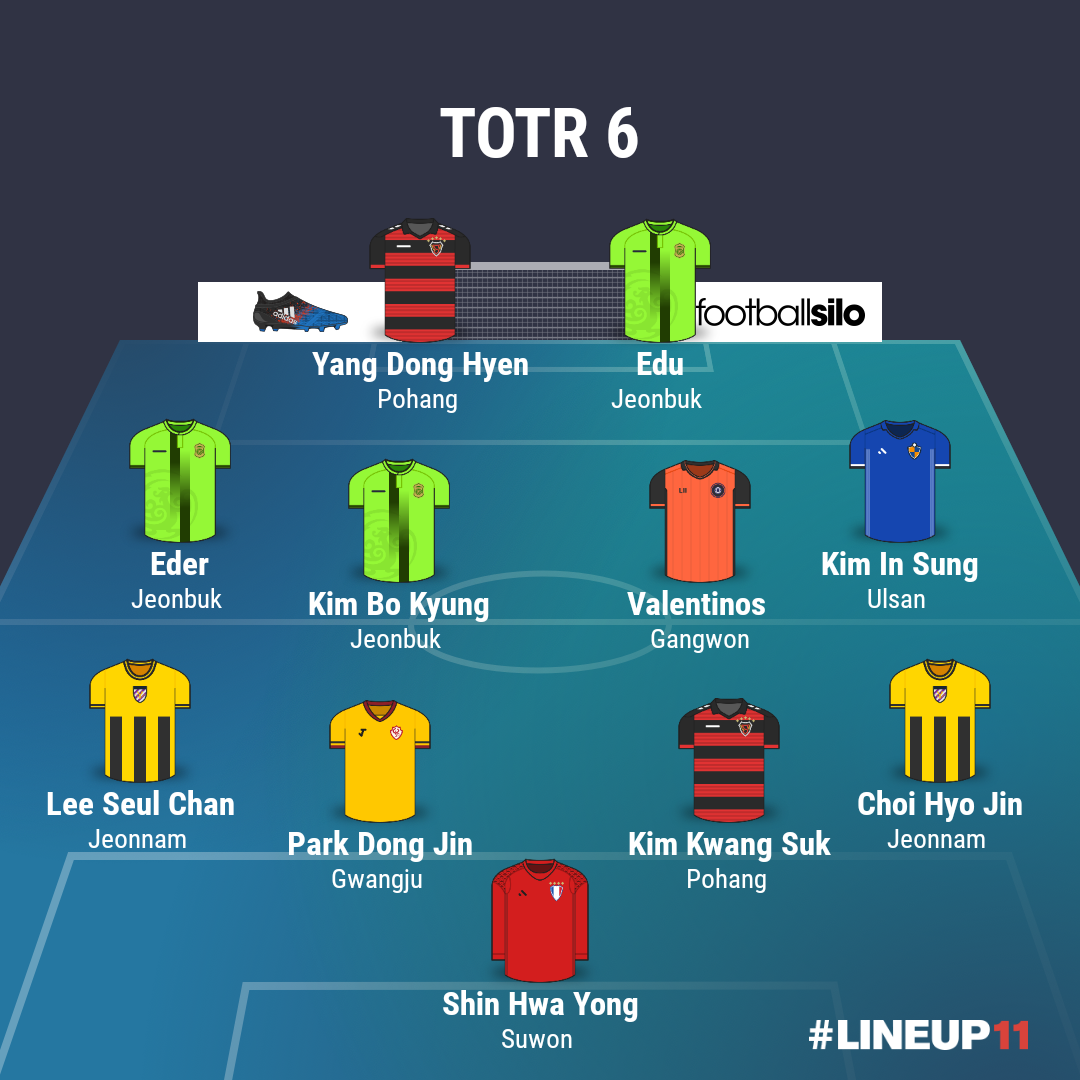 TOTR 6
adidas
footballsilo
Yang Dong Hyen
Pohang
Edu
Jeonbuk
Eder
Jeonbuk
Kim Bo Kyung
Jeonbuk
Valentinos
Gangwon
Kim In Sung
Ulsan
Lee Seul Chan
Jeonnam
Park Dong Jin
Gwangju
Kim Kwang Suk
Pohang
Choi Hyo Jin
Jeonnam
Shin Hwa Yong
Suwon
#LINEUP11